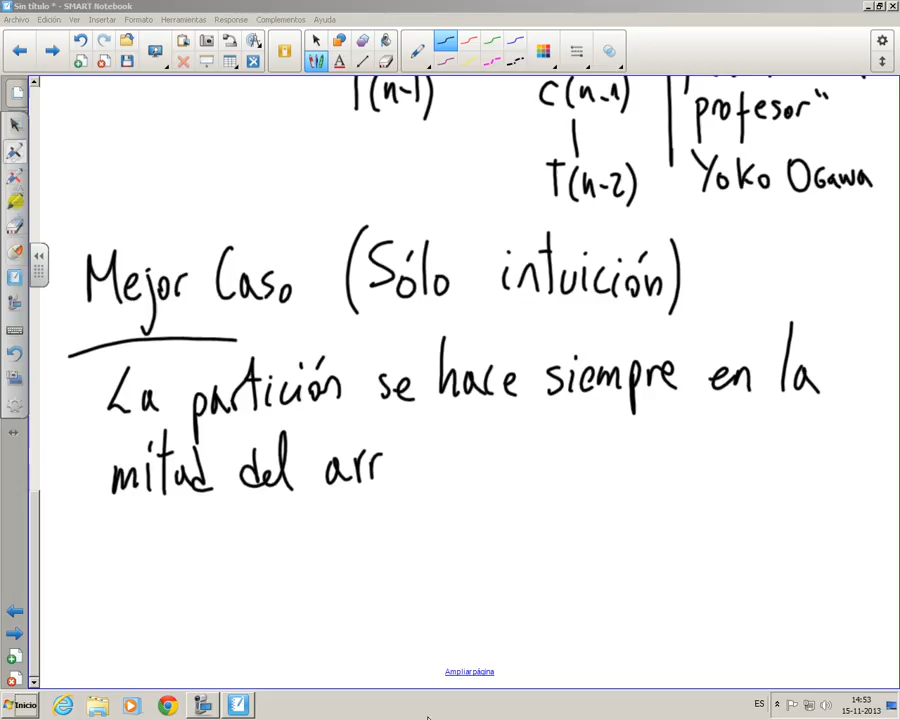 Sin título * - SMART Notebook
Archivo Edición Ver Insertar Formato Herramientas Response Complementos Ayuda
T(n-1) c(n-1)
profesor"
T(n-2) Yoko Ogawa
Mejor Caso (Sólo intuición)
La partición se hace siempre en la
mitad del arr
Ampliar página
Inicio ES 14:53
15-11-2013